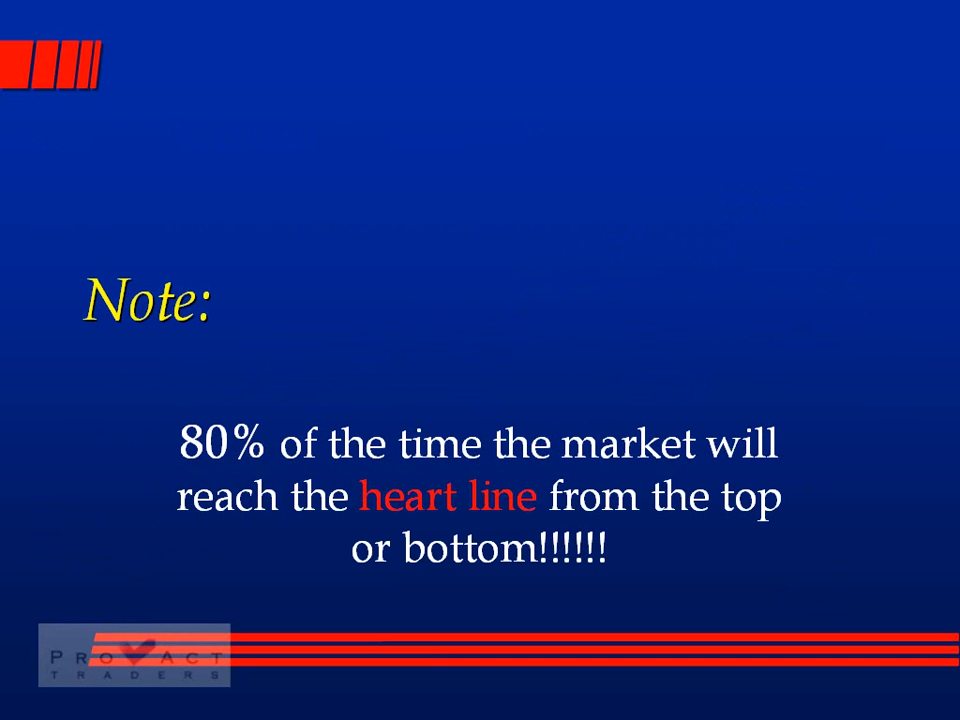 Note:
80% of the time the market will
reach the heart line from the top
or bottom!!!!!!
PRO ACT
TRADERS